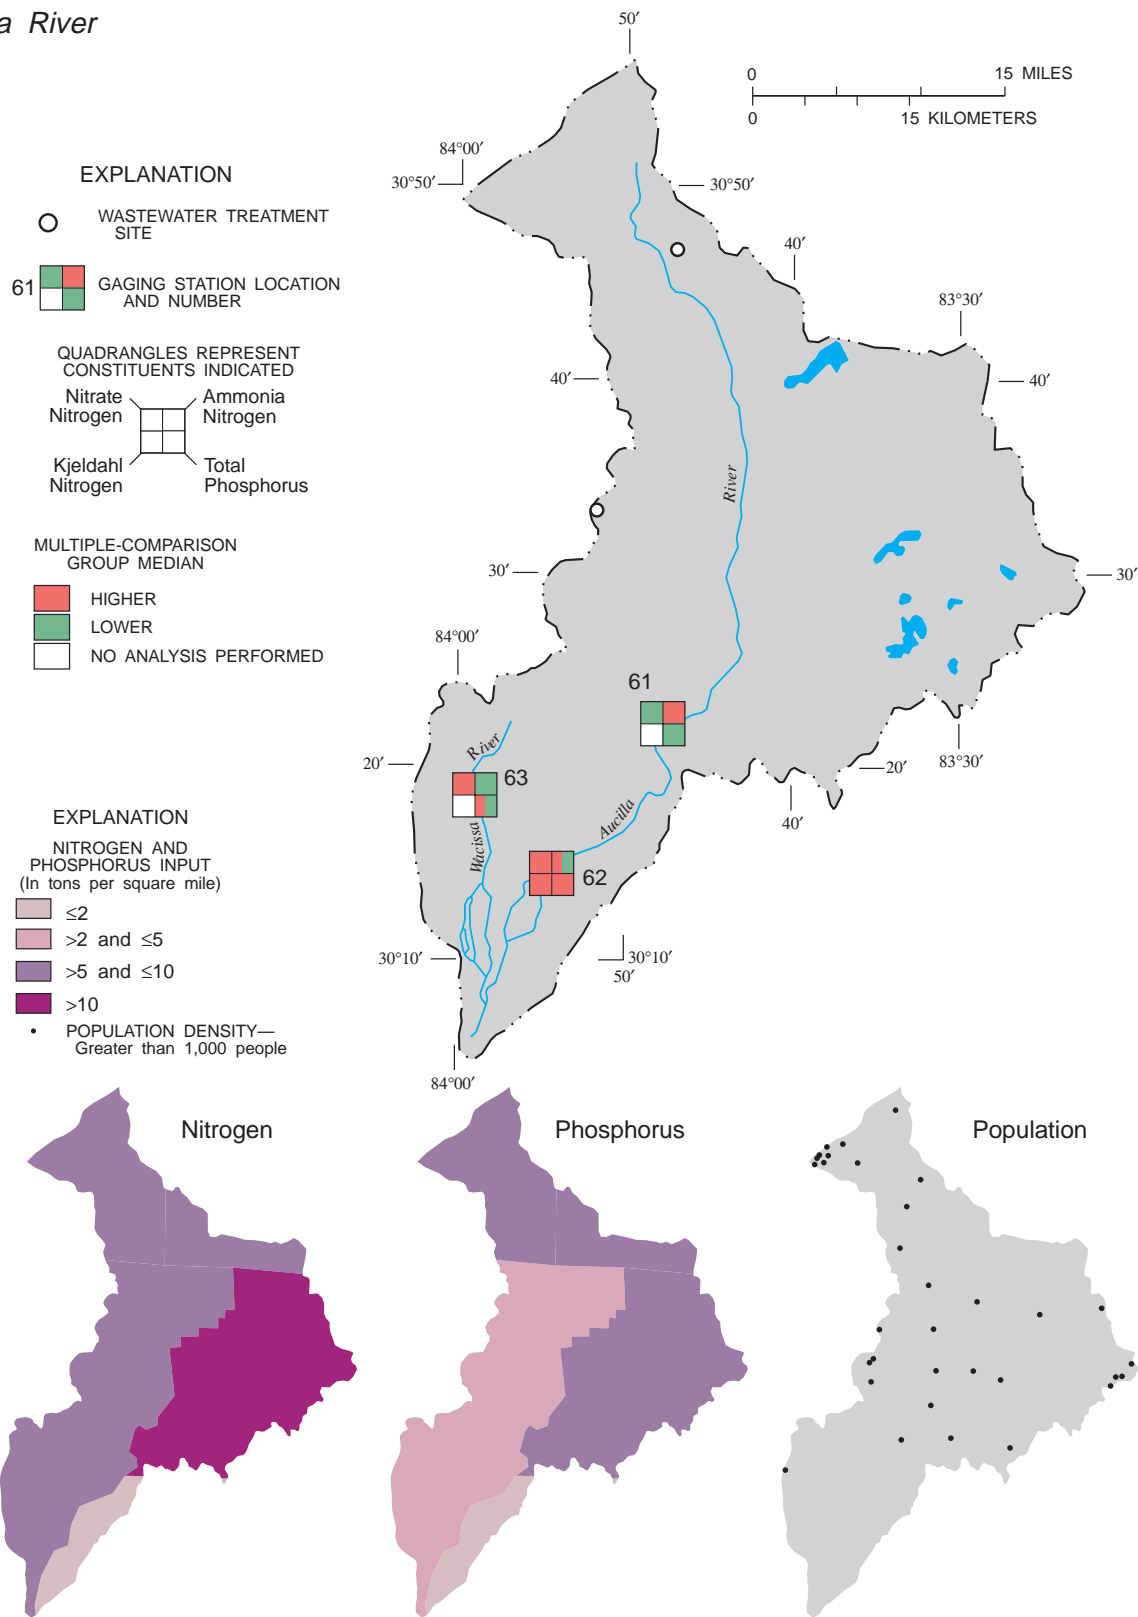 River
50′
0 15 MILES
0 15 KILOMETERS
84°00′
30°50′
30°50′
EXPLANATION
WASTEWATER TREATMENT
SITE
40′
61
GAGING STATION LOCATION
AND NUMBER
83°30′
QUADRANGLES REPRESENT
CONSTITUENTS INDICATED
Nitrate
Nitrogen
Ammonia
Nitrogen
Kjeldahl
Nitrogen
Total
Phosphorus
40′
40′
River
MULTIPLE-COMPARISON
GROUP MEDIAN
HIGHER
LOWER
NO ANALYSIS PERFORMED
30′
30′
84°00′
61
River
20′
63
20′
83°30′
40′
Aucilla
Wacissa
62
30°10′
30°10′
50′
84°00′
EXPLANATION
NITROGEN AND
PHOSPHORUS INPUT
(In tons per square mile)
≤2
>2 and ≤5
>5 and ≤10
>10
POPULATION DENSITY—
Greater than 1,000 people
Nitrogen
Phosphorus
Population